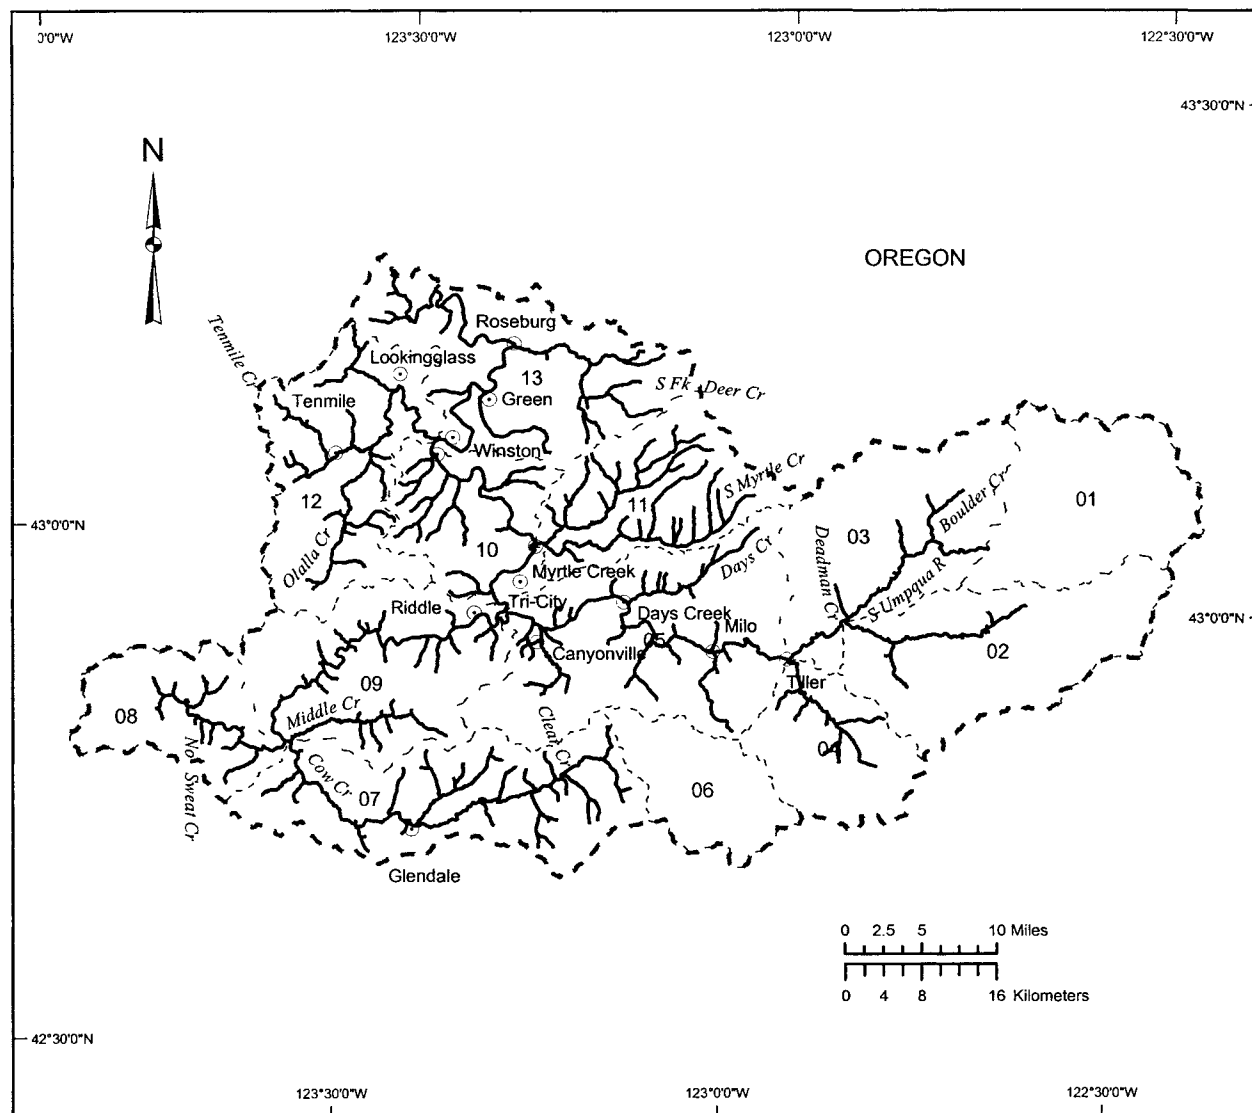 0'0"W
123°30'0"W
123°0'0"W
122°30'0"W
43°30'0"N
N
OREGON
Tenmile Cr
Roseburg
Lookingglass
13
S Fk Deer Cr
Tenmile
Green
Winston
S Myrtle Cr
12
11
Boulder Cr
01
43°0'0"N
03
Olalla Cr
10
Deadman Cr
Days Cr
Myrtle Creek
S Umpqua R
Riddle
Tri-City
Days Creek
Milo
43°0'0"N
05
Canyonville
02
Tiller
09
Middle Cr
08
Clear Cr
No Sweat Cr
04
Cow Cr
07
06
Glendale
0 2.5 5 10 Miles
0 4 8 16 Kilometers
42°30'0"N
123°30'0"W
123°0'0"W
122°30'0"W